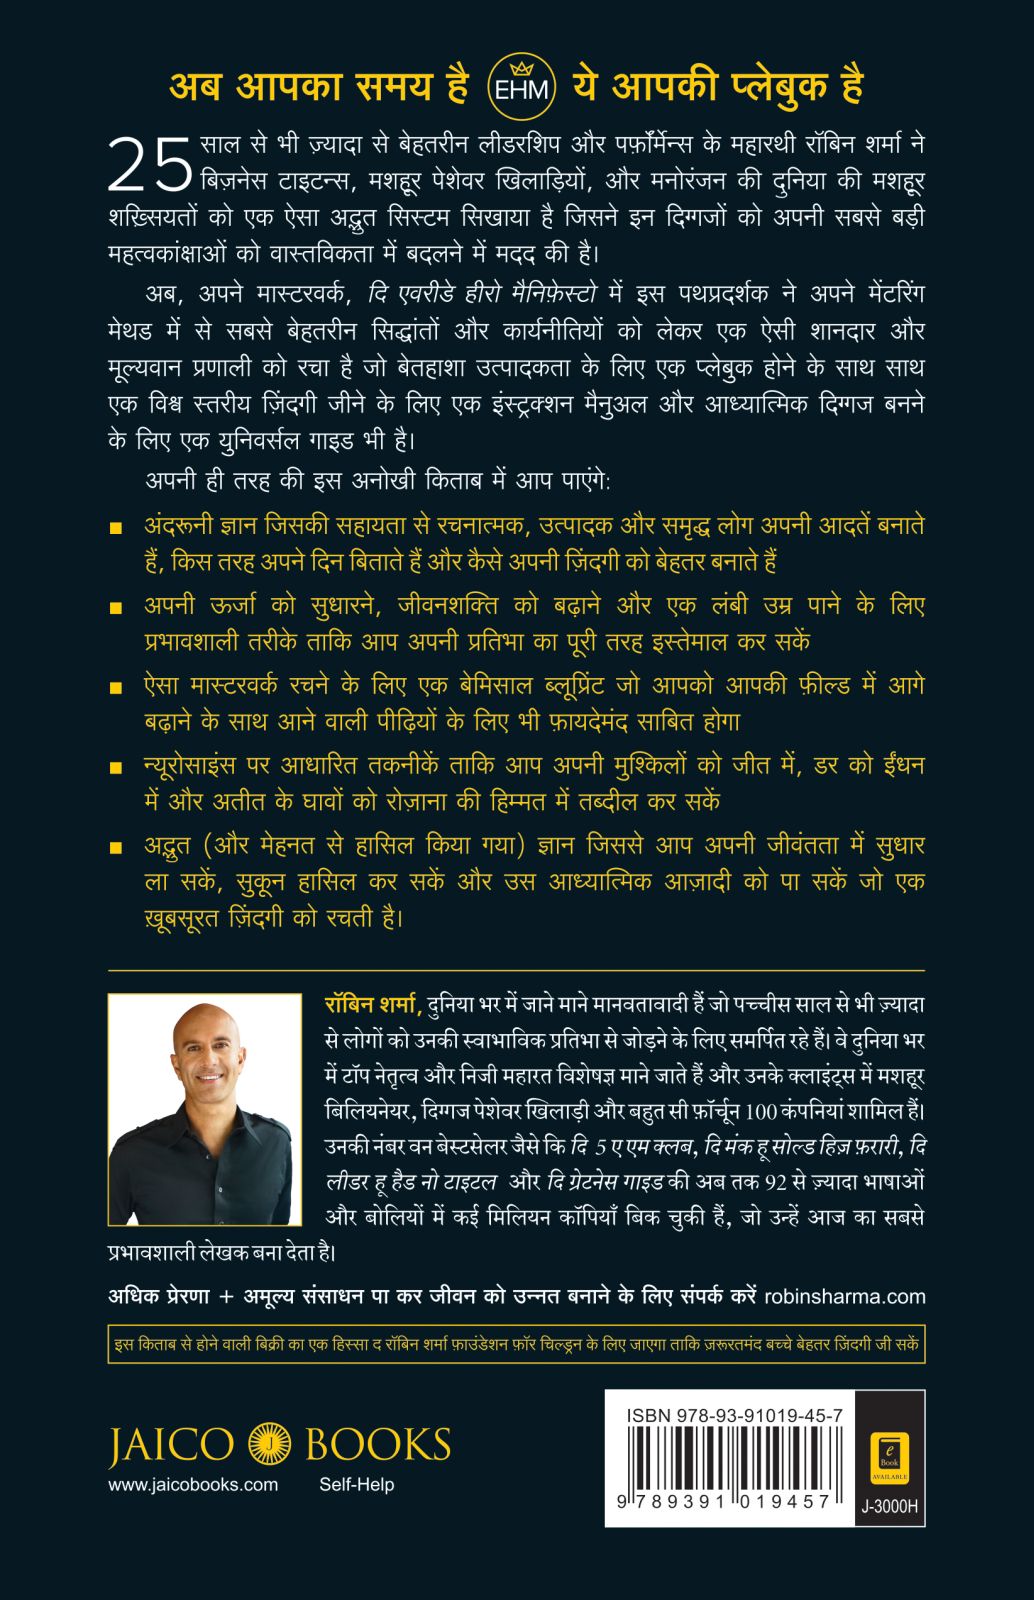 अब आपका समय है EHM ये आपकी प्लेबुक है
25 साल से भी ज़्यादा से बेहतरीन लीडरशिप और पर्फ़ॉर्मेन्स के महारथी रॉबिन शर्मा ने
बिज़नेस टाइटन्स, मशहूर पेशेवर खिलाड़ियों, और मनोरंजन की दुनिया की मशहूर
शख़्सियतों को एक ऐसा अद्भुत सिस्टम सिखाया है जिसने इन दिग्गजों को अपनी सबसे बड़ी
महत्वकांक्षाओं को वास्तविकता में बदलने में मदद की है।
अब, अपने मास्टरवर्क, दि एवरीडे हीरो मैनिफ़ेस्टो में इस पथप्रदर्शक ने अपने मेंटरिंग
मेथड में से सबसे बेहतरीन सिद्धांतों और कार्यनीतियों को लेकर एक ऐसी शानदार और
मूल्यवान प्रणाली को रचा है जो बेतहाशा उत्पादकता के लिए एक प्लेबुक होने के साथ साथ
एक विश्व स्तरीय ज़िंदगी जीने के लिए एक इंस्ट्रक्शन मैनुअल और आध्यात्मिक दिग्गज बनने
के लिए एक युनिवर्सल गाइड भी है।
अपनी ही तरह की इस अनोखी किताब में आप पाएंगे:
▪ अंदरूनी ज्ञान जिसकी सहायता से रचनात्मक, उत्पादक और समृद्ध लोग अपनी आदतें बनाते
हैं, किस तरह अपने दिन बिताते हैं और कैसे अपनी ज़िंदगी को बेहतर बनाते हैं
▪ अपनी ऊर्जा को सुधारने, जीवनशक्ति को बढ़ाने और एक लंबी उम्र पाने के लिए
प्रभावशाली तरीके ताकि आप अपनी प्रतिभा का पूरी तरह इस्तेमाल कर सकें
▪ ऐसा मास्टरवर्क रचने के लिए एक बेमिसाल ब्लूप्रिंट जो आपको आपकी फ़ील्ड में आगे
बढ़ाने के साथ आने वाली पीढ़ियों के लिए भी फ़ायदेमंद साबित होगा
▪ न्यूरोसाइंस पर आधारित तकनीकें ताकि आप अपनी मुश्किलों को जीत में, डर को ईंधन
में और अतीत के घावों को रोज़ाना की हिम्मत में तब्दील कर सकें
▪ अद्भुत (और मेहनत से हासिल किया गया) ज्ञान जिससे आप अपनी जीवंतता में सुधार
ला सकें, सुकून हासिल कर सकें और उस आध्यात्मिक आज़ादी को पा सकें जो एक
ख़ूबसूरत ज़िंदगी को रचती है।
रॉबिन शर्मा, दुनिया भर में जाने माने मानवतावादी हैं जो पच्चीस साल से भी ज़्यादा
से लोगों को उनकी स्वाभाविक प्रतिभा से जोड़ने के लिए समर्पित रहे हैं। वे दुनिया भर
में टॉप नेतृत्व और निजी महारत विशेषज्ञ माने जाते हैं और उनके क्लाइंट्स में मशहूर
बिलियनेयर, दिग्गज पेशेवर खिलाड़ी और बहुत सी फ़ॉर्चून 100 कंपनियां शामिल हैं।
उनकी नंबर वन बेस्टसेलर जैसे कि दि 5 ए एम क्लब, दि मंक हू सोल्ड हिज़ फ़रारी, दि
लीडर हू हैड नो टाइटल और दि ग्रेटनेस गाइड की अब तक 92 से ज़्यादा भाषाओं
और बोलियों में कई मिलियन कॉपियाँ बिक चुकी हैं, जो उन्हें आज का सबसे
प्रभावशाली लेखक बना देता है।
अधिक प्रेरणा + अमूल्य संसाधन पा कर जीवन को उन्नत बनाने के लिए संपर्क करें robinsharma.com
इस किताब से होने वाली बिक्री का एक हिस्सा द रॉबिन शर्मा फ़ाउंडेशन फ़ॉर चिल्ड्रन के लिए जाएगा ताकि ज़रूरतमंद बच्चे बेहतर ज़िंदगी जी सकें
JAICO J BOOKS
www.jaicobooks.com Self-Help
ISBN 978-93-91019-45-7
9 789391 019457
e
Book
AVAILABLE
J-3000H